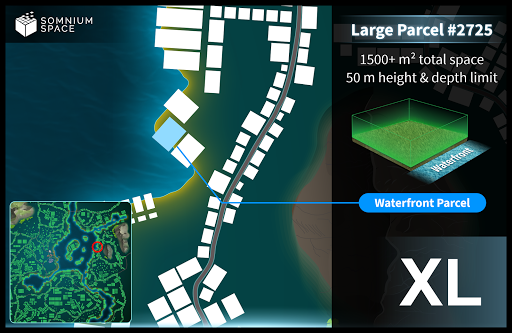 SOMNIUM
SPACE
Large Parcel #2725
1500+ m² total space
50 m height & depth limit
Waterfront
Waterfront Parcel
XL